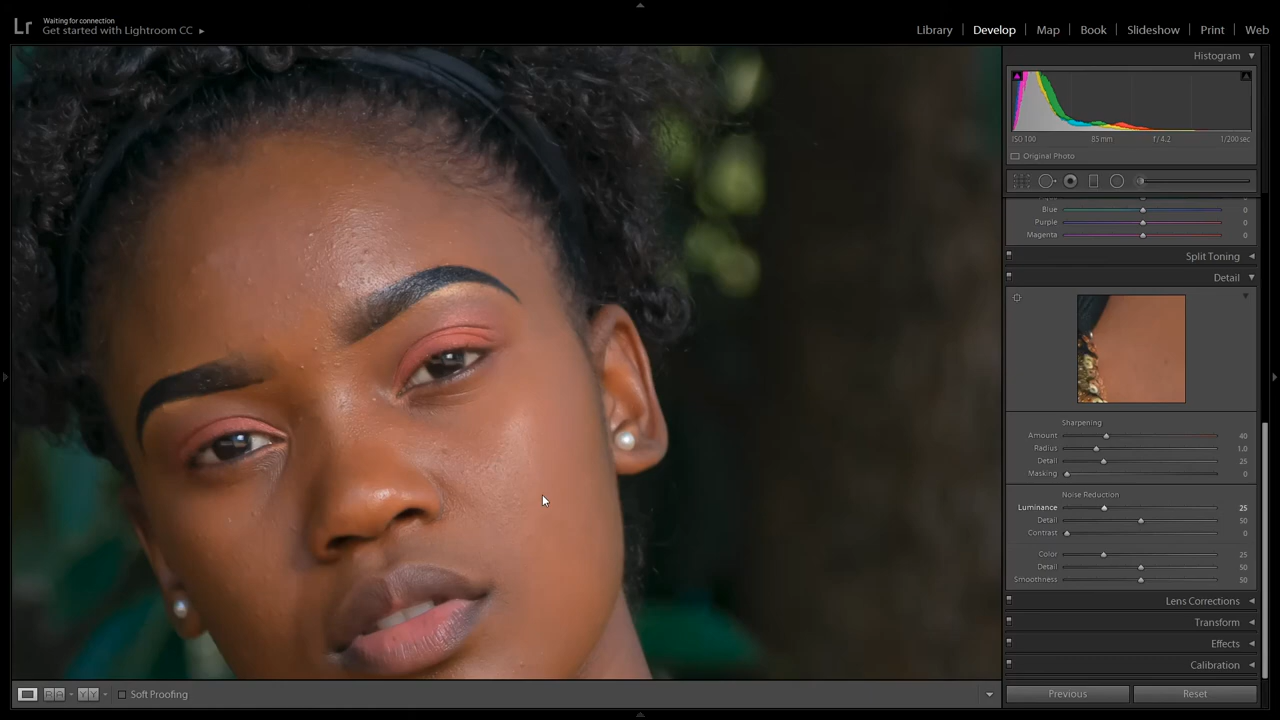 Lr
Waiting for connection
Get started with Lightroom CC ▸
Library | Develop | Map | Book | Slideshow | Print | Web
Histogram
ISO 100 85 mm f / 4.2 1/200 sec
Original Photo
Blue 0
Purple 0
Magenta 0
Split Toning
Detail
Sharpening
Amount 40
Radius 1.0
Detail 25
Masking 0
Noise Reduction
Luminance 25
Detail 50
Contrast 0
Color 25
Detail 50
Smoothness 50
Lens Corrections
Transform
Effects
Calibration
R A Y Y Soft Proofing
Previous Reset